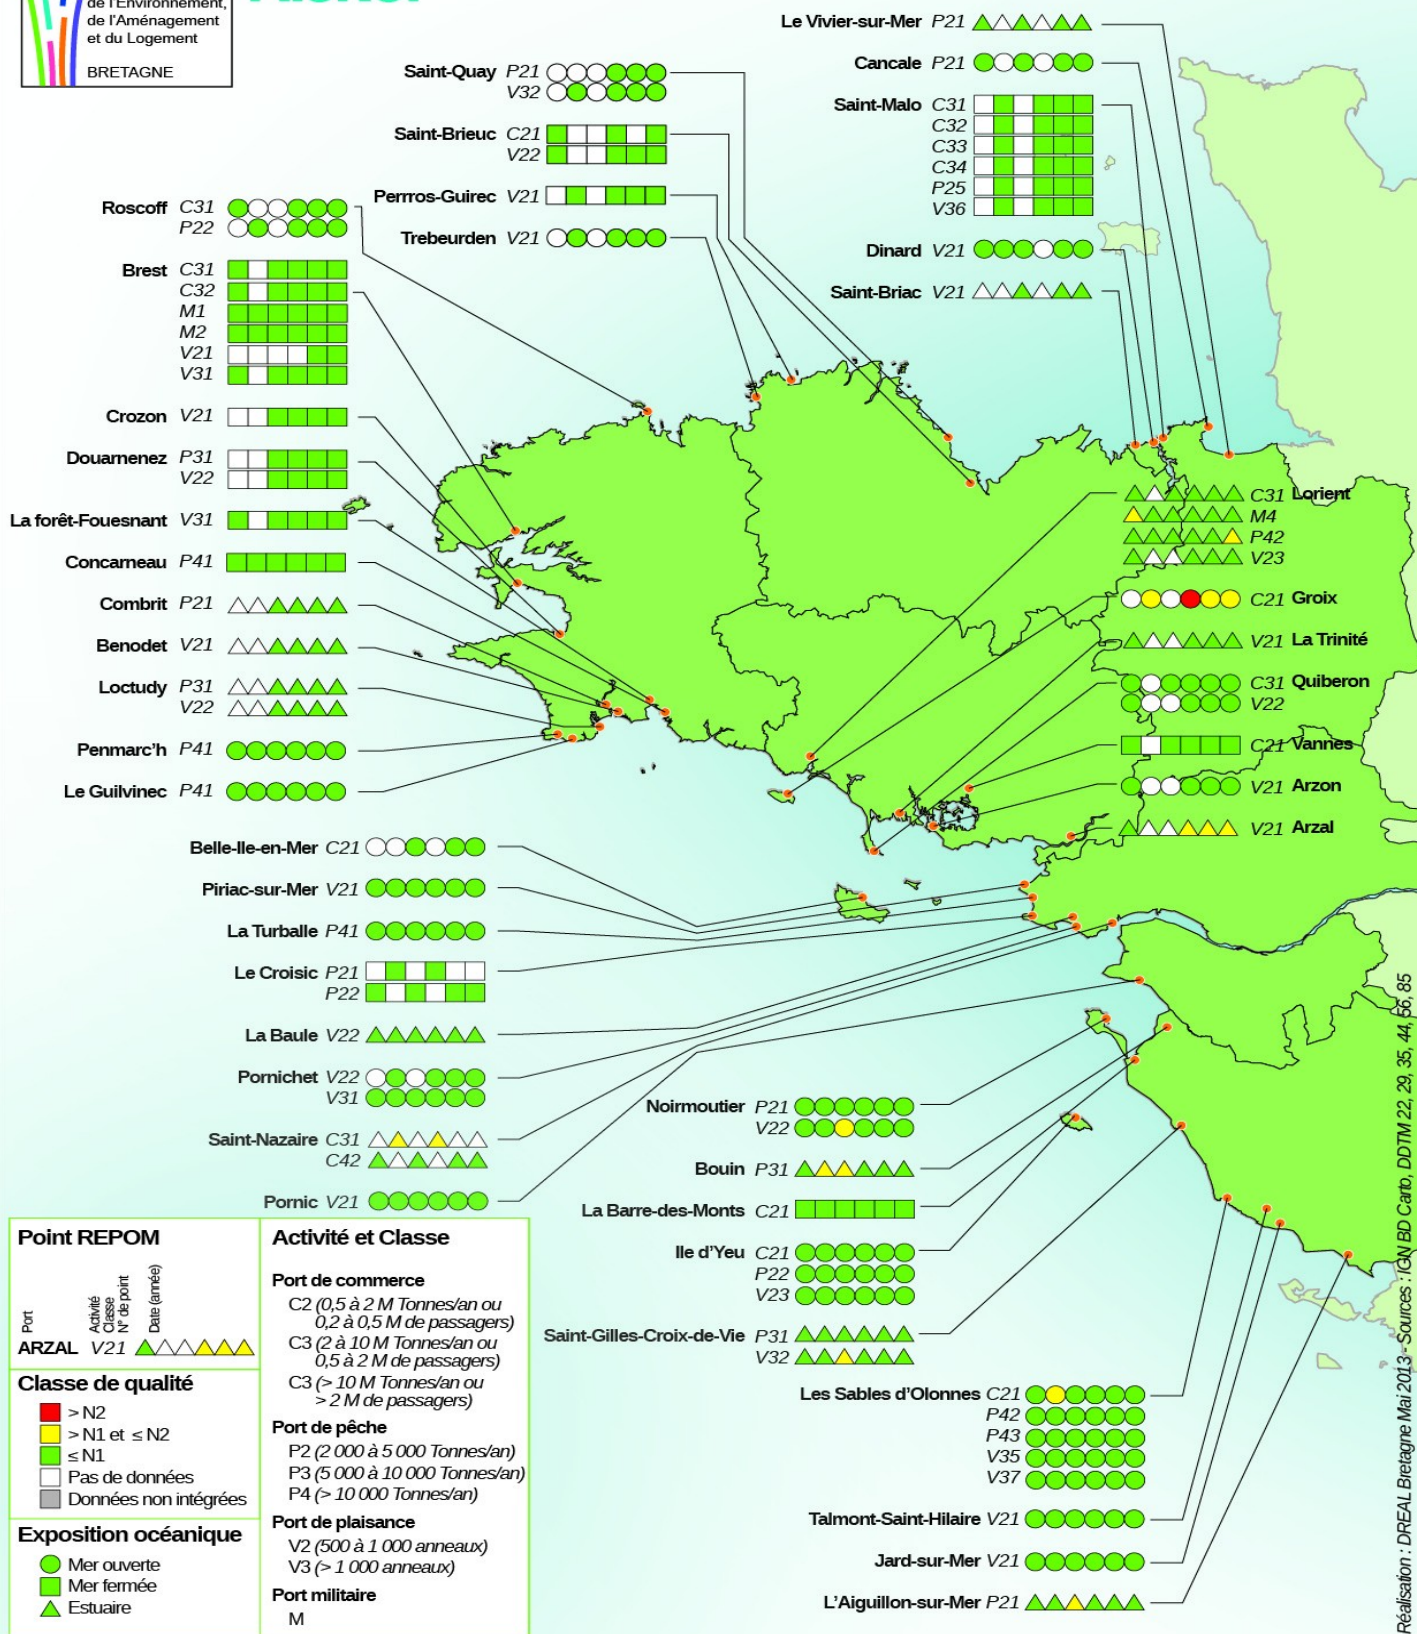 de l'Environnement,
de l'Aménagement
et du Logement
BRETAGNE
Le Vivier-sur-Mer P21
Cancale P21
Saint-Malo C31
C32
C33
C34
P25
V36
Dinard V21
Saint-Briac V21
Saint-Quay P21
V32
Saint-Brieuc C21
V22
Perrros-Guirec V21
Trebeurden V21
Roscoff C31
P22
Brest C31
C32
M1
M2
V21
V31
Crozon V21
Douarnenez P31
V22
La forêt-Fouesnant V31
Concarneau P41
Combrit P21
Benodet V21
Loctudy P31
V22
Penmarc'h P41
Le Guilvinec P41
C31 Lorient
M4
P42
V23
C21 Groix
V21 La Trinité
C31 Quiberon
V22
C21 Vannes
V21 Arzon
V21 Arzal
Belle-Ile-en-Mer C21
Piriac-sur-Mer V21
La Turballe P41
Le Croisic P21
P22
La Baule V22
Pornichet V22
V31
Saint-Nazaire C31
C42
Pornic V21
Noirmoutier P21
V22
Bouin P31
La Barre-des-Monts C21
Ile d'Yeu C21
P22
V23
Saint-Gilles-Croix-de-Vie P31
V32
Les Sables d'Olonnes C21
P42
P43
V35
V37
Talmont-Saint-Hilaire V21
Jard-sur-Mer V21
L'Aiguillon-sur-Mer P21
Point REPOM
Port
Activité
Classe
N° de point
Date (année)
ARZAL V21
Classe de qualité
> N2
> N1 et ≤ N2
≤ N1
Pas de données
Données non intégrées
Exposition océanique
Mer ouverte
Mer fermée
Estuaire
Activité et Classe
Port de commerce
C2 (0,5 à 2 M Tonnes/an ou
0,2 à 0,5 M de passagers)
C3 (2 à 10 M Tonnes/an ou
0,5 à 2 M de passagers)
C3 (> 10 M Tonnes/an ou
> 2 M de passagers)
Port de pêche
P2 (2 000 à 5 000 Tonnes/an)
P3 (5 000 à 10 000 Tonnes/an)
P4 (> 10 000 Tonnes/an)
Port de plaisance
V2 (500 à 1 000 anneaux)
V3 (> 1 000 anneaux)
Port militaire
M
Réalisation : DREAL Bretagne Mai 2013 - Sources : IGN BD Carto, DDTM 22, 29, 35, 44, 56, 85